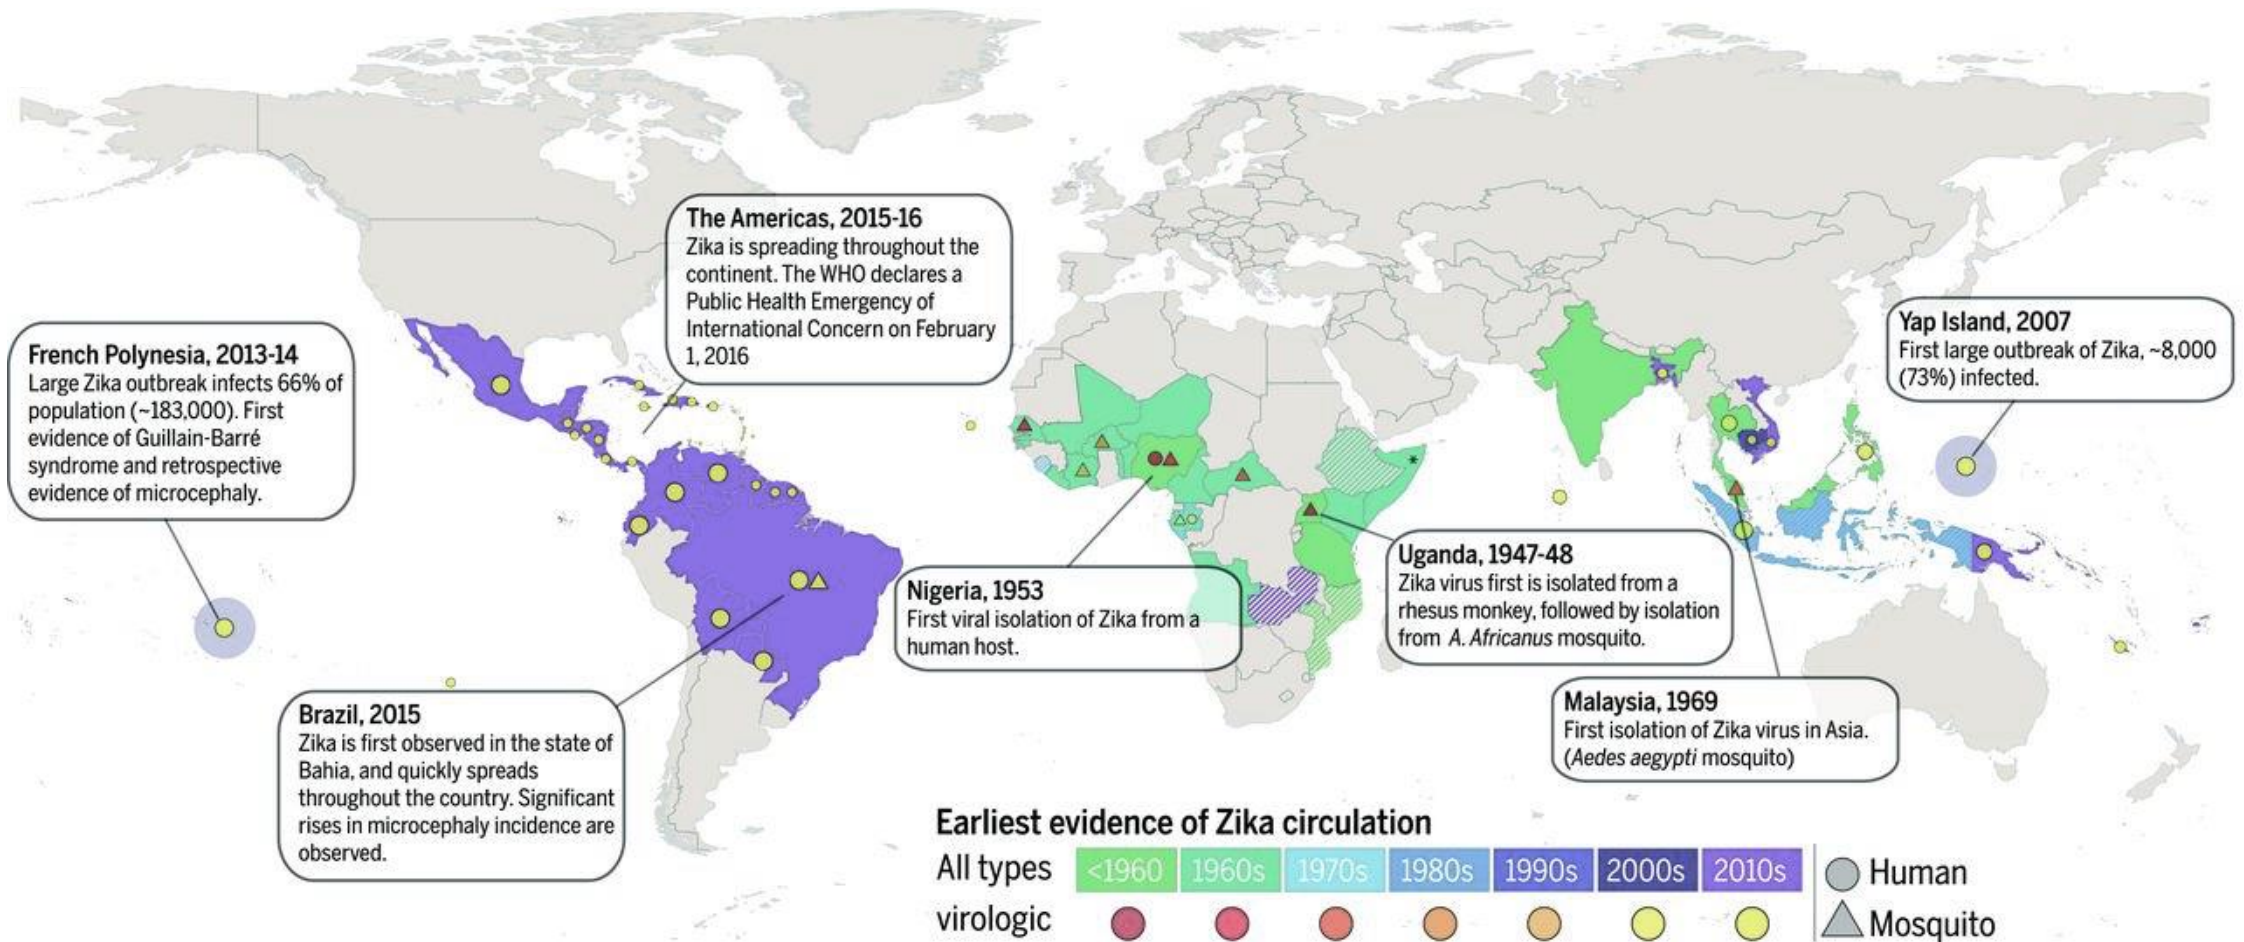 The Americas, 2015-16
Zika is spreading throughout the
continent. The WHO declares a
Public Health Emergency of
International Concern on February
1, 2016
French Polynesia, 2013-14
Large Zika outbreak infects 66% of
population (~183,000). First
evidence of Guillain-Barré
syndrome and retrospective
evidence of microcephaly.
Yap Island, 2007
First large outbreak of Zika, ~8,000
(73%) infected.
*
Uganda, 1947-48
Zika virus first is isolated from a
rhesus monkey, followed by isolation
from A. Africanus mosquito.
Nigeria, 1953
First viral isolation of Zika from a
human host.
Malaysia, 1969
First isolation of Zika virus in Asia.
(Aedes aegypti mosquito)
Brazil, 2015
Zika is first observed in the state of
Bahia, and quickly spreads
throughout the country. Significant
rises in microcephaly incidence are
observed.
Earliest evidence of Zika circulation
All types <1960 1960s 1970s 1980s 1990s 2000s 2010s Human
virologic Mosquito